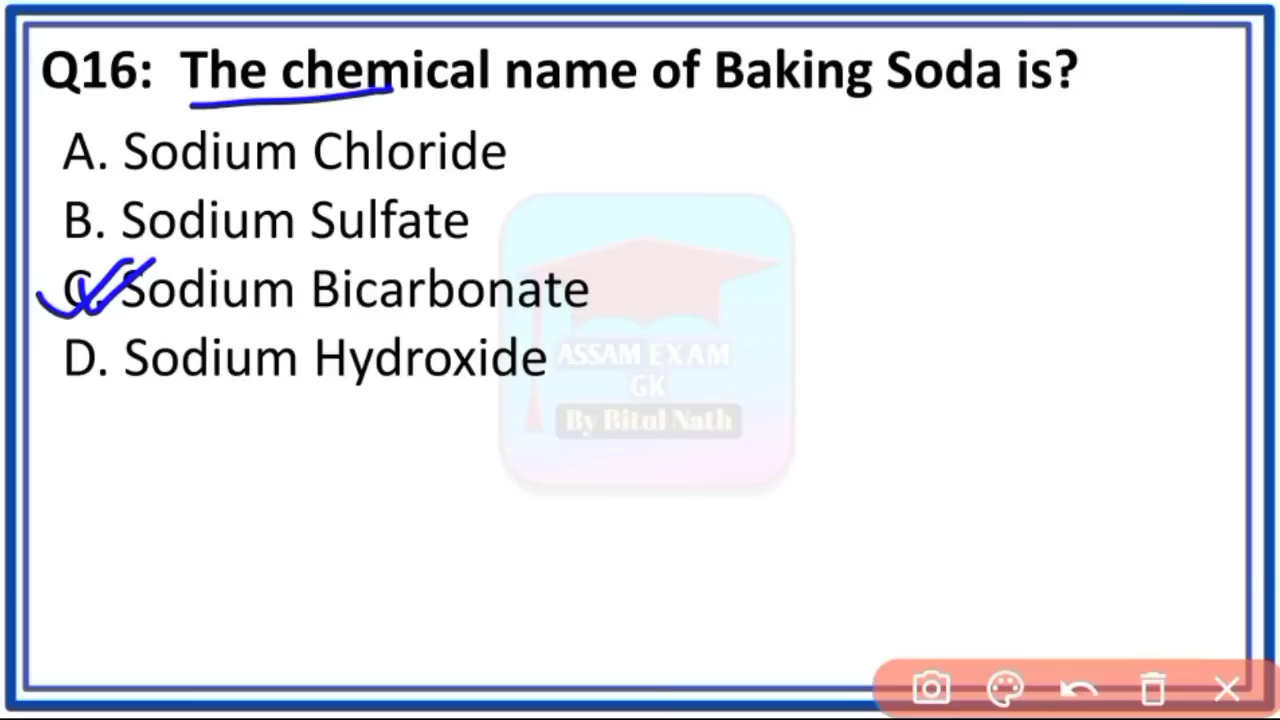 Q16: The chemical name of Baking Soda is?
A. Sodium Chloride
B. Sodium Sulfate
C. Sodium Bicarbonate
D. Sodium Hydroxide
ASSAM EXAM
GK
By Bitul Nath